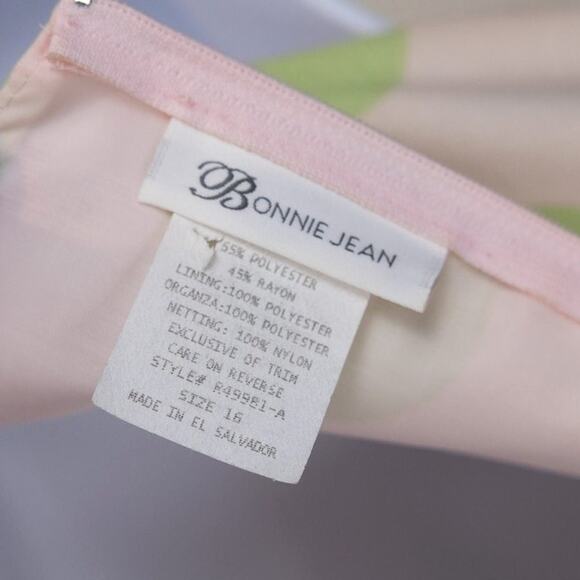 BONNIE JEAN
55% POLYESTER
45% RAYON
LINING:100% POLYESTER
ORGANZA:100% POLYESTER
NETTING: 100% NYLON
EXCLUSIVE OF TRIM
CARE ON REVERSE
STYLE# R49981-A
SIZE 16
MADE IN EL SALVADOR